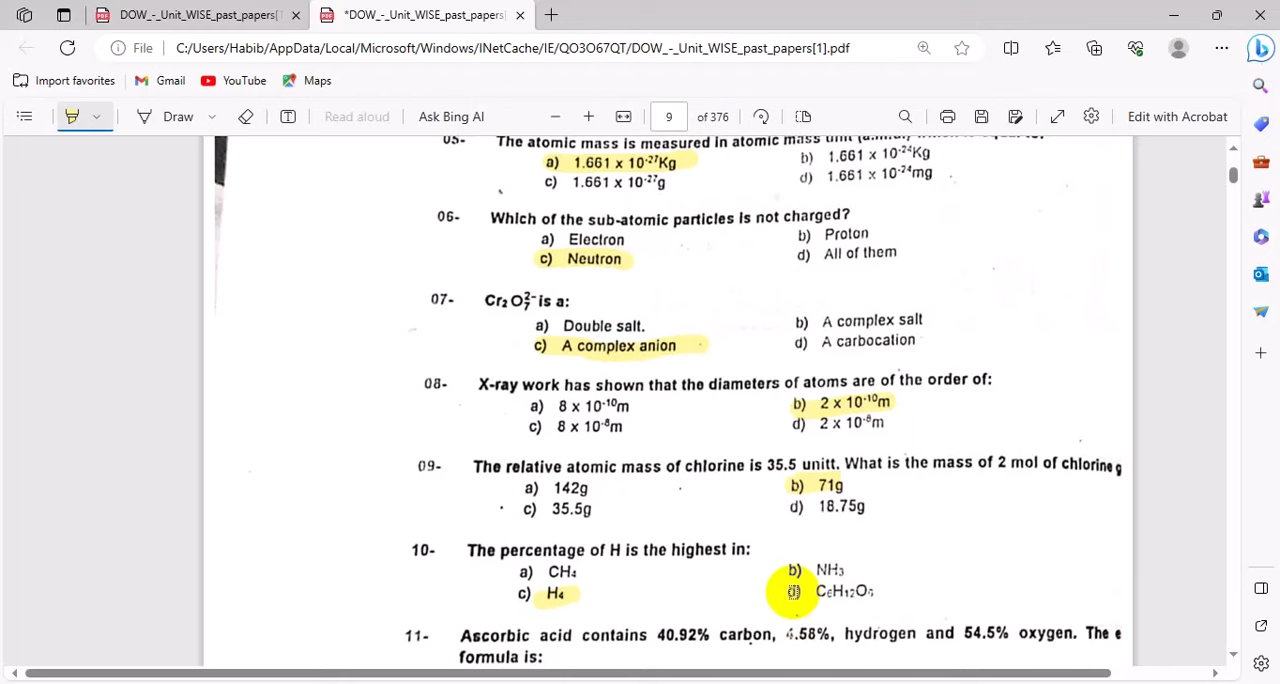 DOW_-_Unit_WISE_past_papers[1
*DOW_-_Unit_WISE_past_papers[
File C:/Users/Habib/AppData/Local/Microsoft/Windows/INetCache/IE/QO3O67QT/DOW_-_Unit_WISE_past_papers[1].pdf
Import favorites Gmail YouTube Maps
Draw Read aloud Ask Bing AI 9 of 376 Edit with Acrobat
05- The atomic mass is measured in atomic mass unit
a) 1.661 x 10⁻²⁷Kg b) 1.661 x 10⁻²⁴Kg
c) 1.661 x 10⁻²⁷g d) 1.661 x 10⁻²⁴mg
06- Which of the sub-atomic particles is not charged?
a) Electron b) Proton
c) Neutron d) All of them
07- Cr₂O₇²⁻ is a:
a) Double salt. b) A complex salt
c) A complex anion d) A carbocation
08- X-ray work has shown that the diameters of atoms are of the order of:
a) 8 x 10⁻¹⁰m b) 2 x 10⁻¹⁰m
c) 8 x 10⁻⁸m d) 2 x 10⁻⁸m
09- The relative atomic mass of chlorine is 35.5 unitt. What is the mass of 2 mol of chlorine g
a) 142g b) 71g
c) 35.5g d) 18.75g
10- The percentage of H is the highest in:
a) CH₄ b) NH₃
c) H₄ d) C₆H₁₂O₆
11- Ascorbic acid contains 40.92% carbon, 4.58%, hydrogen and 54.5% oxygen. The e
formula is: